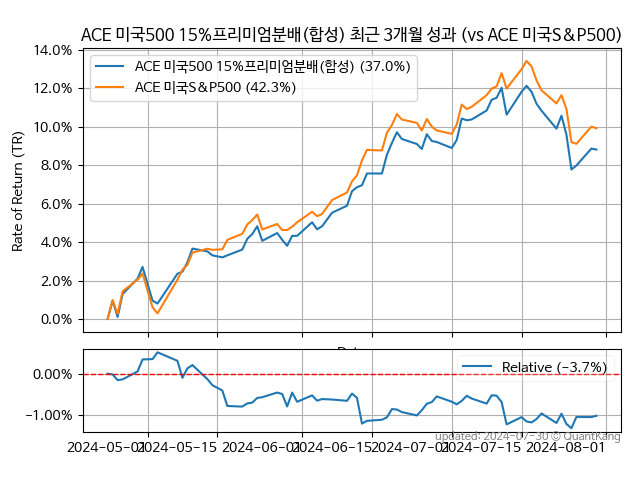 ACE 미국500 15%프리미엄분배(합성) 최근 3개월 성과 (vs ACE 미국S&P500)
ACE 미국500 15%프리미엄분배(합성) (37.0%)
ACE 미국S&P500 (42.3%)
Rate of Return (TR)
14.0%
12.0%
10.0%
8.0%
6.0%
4.0%
2.0%
0.0%
Relative (−3.7%)
0.00%
−1.00%
updated: 2024-07-30 © QuantKang
2024-05-01
2024-05-15
2024-06-01
2024-06-15
2024-07-01
2024-07-15
2024-08-01